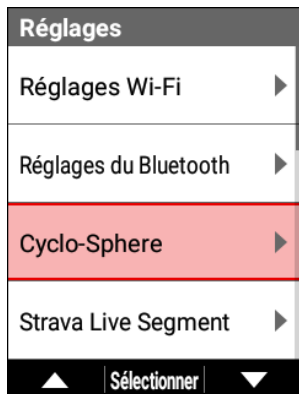 Réglages
Réglages Wi-Fi
Réglages du Bluetooth
Cyclo-Sphere
Strava Live Segment
Sélectionner